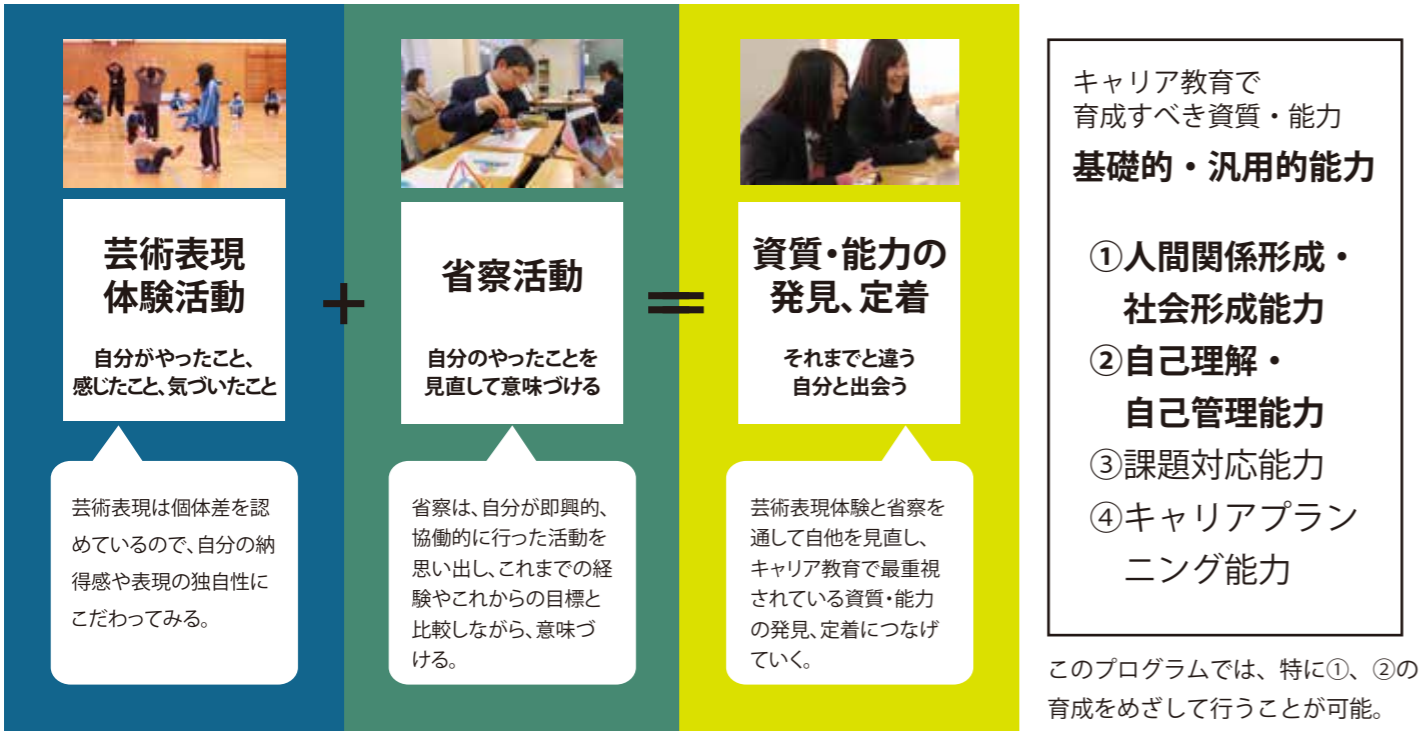 芸術表現
体験活動
自分がやったこと、
感じたこと、気づいたこと
芸術表現は個体差を認
めているので、自分の納
得感や表現の独自性に
こだわってみる。
+
省察活動
自分のやったことを
見直して意味づける
省察は、自分が即興的、
協働的に行った活動を
思い出し、これまでの経
験やこれからの目標と
比較しながら、意味づ
ける。
=
資質・能力の
発見、定着
それまでと違う
自分と出会う
芸術表現体験と省察を
通して自他を見直し、
キャリア教育で最重視
されている資質・能力
の発見、定着につなげ
ていく。
キャリア教育で
育成すべき資質・能力
基礎的・汎用的能力
①人間関係形成・
社会形成能力
②自己理解・
自己管理能力
③課題対応能力
④キャリアプラン
ニング能力
このプログラムでは、特に①、②の
育成をめざして行うことが可能。